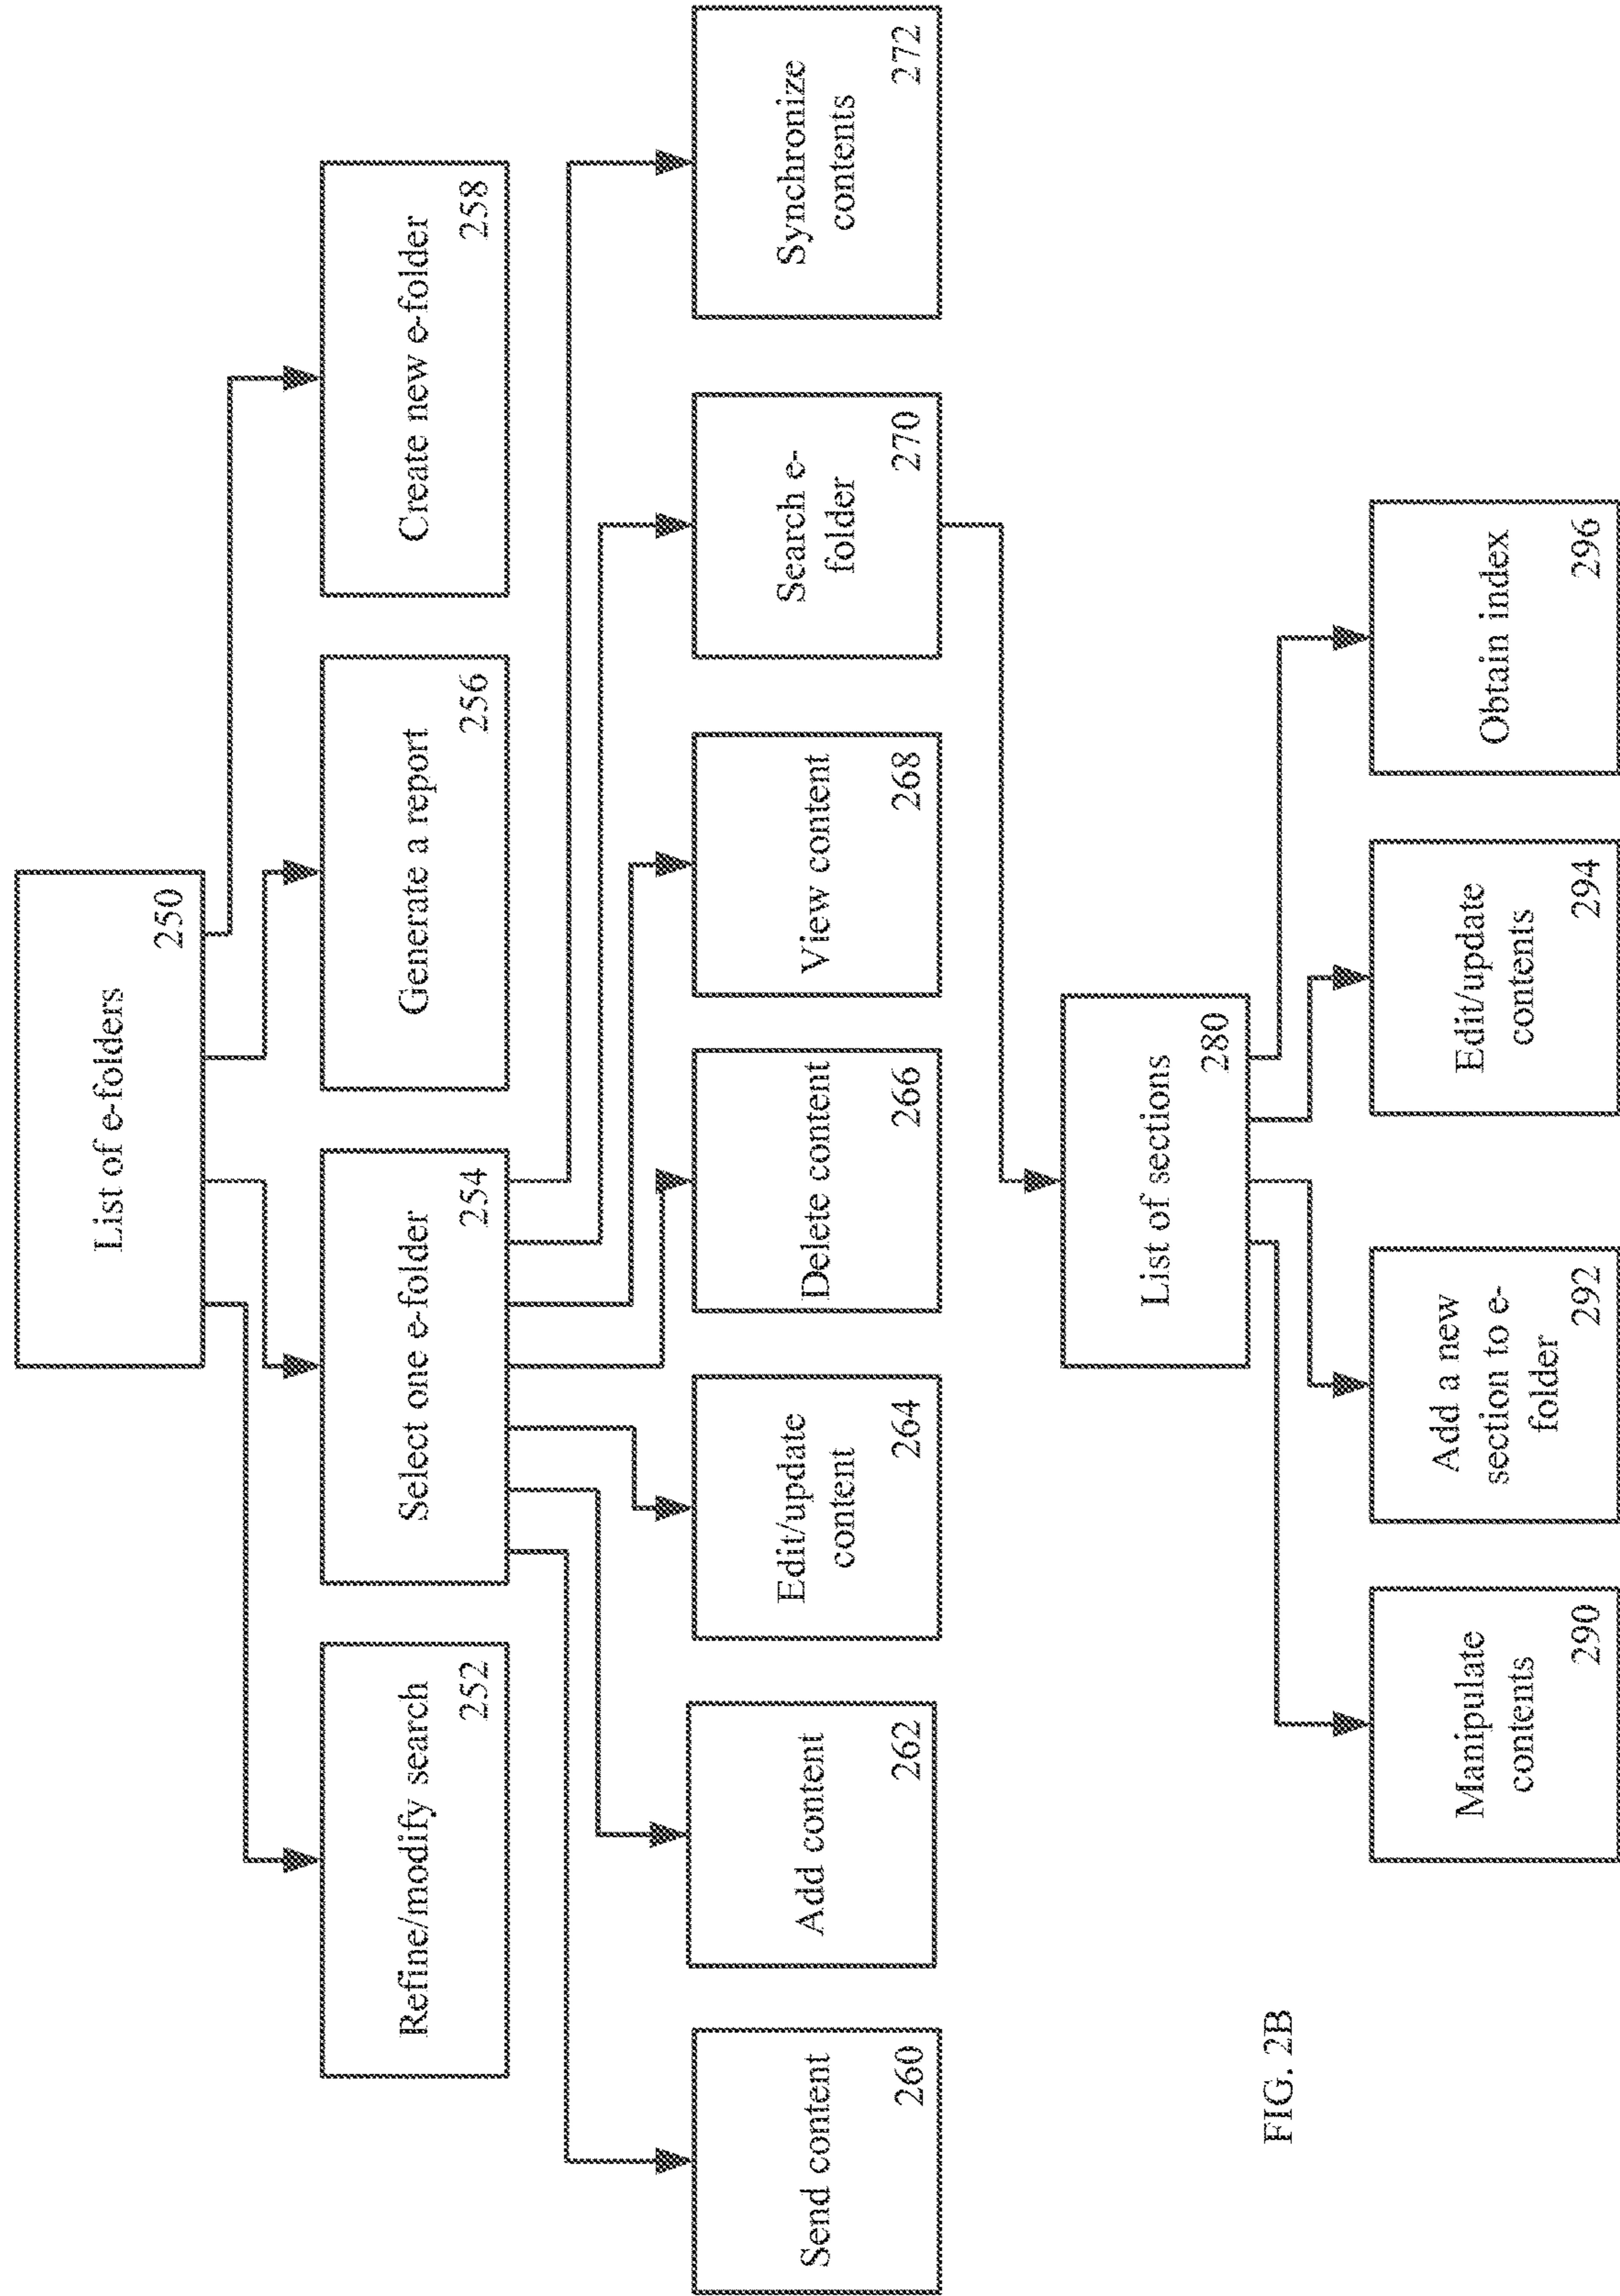 List of e-folders
250
Refine/modify search
252
Select one e-folder
254
Generate a report
256
Create new e-folder
258
Send content
260
Add content
262
Edit/update
content
264
Delete content
266
View content
268
Search e-
folder
270
Synchronize
contents
272
List of sections
280
Manipulate
contents
290
Add a new
section to e-
folder
292
Edit/update
contents
294
Obtain index
296
FIG. 2B